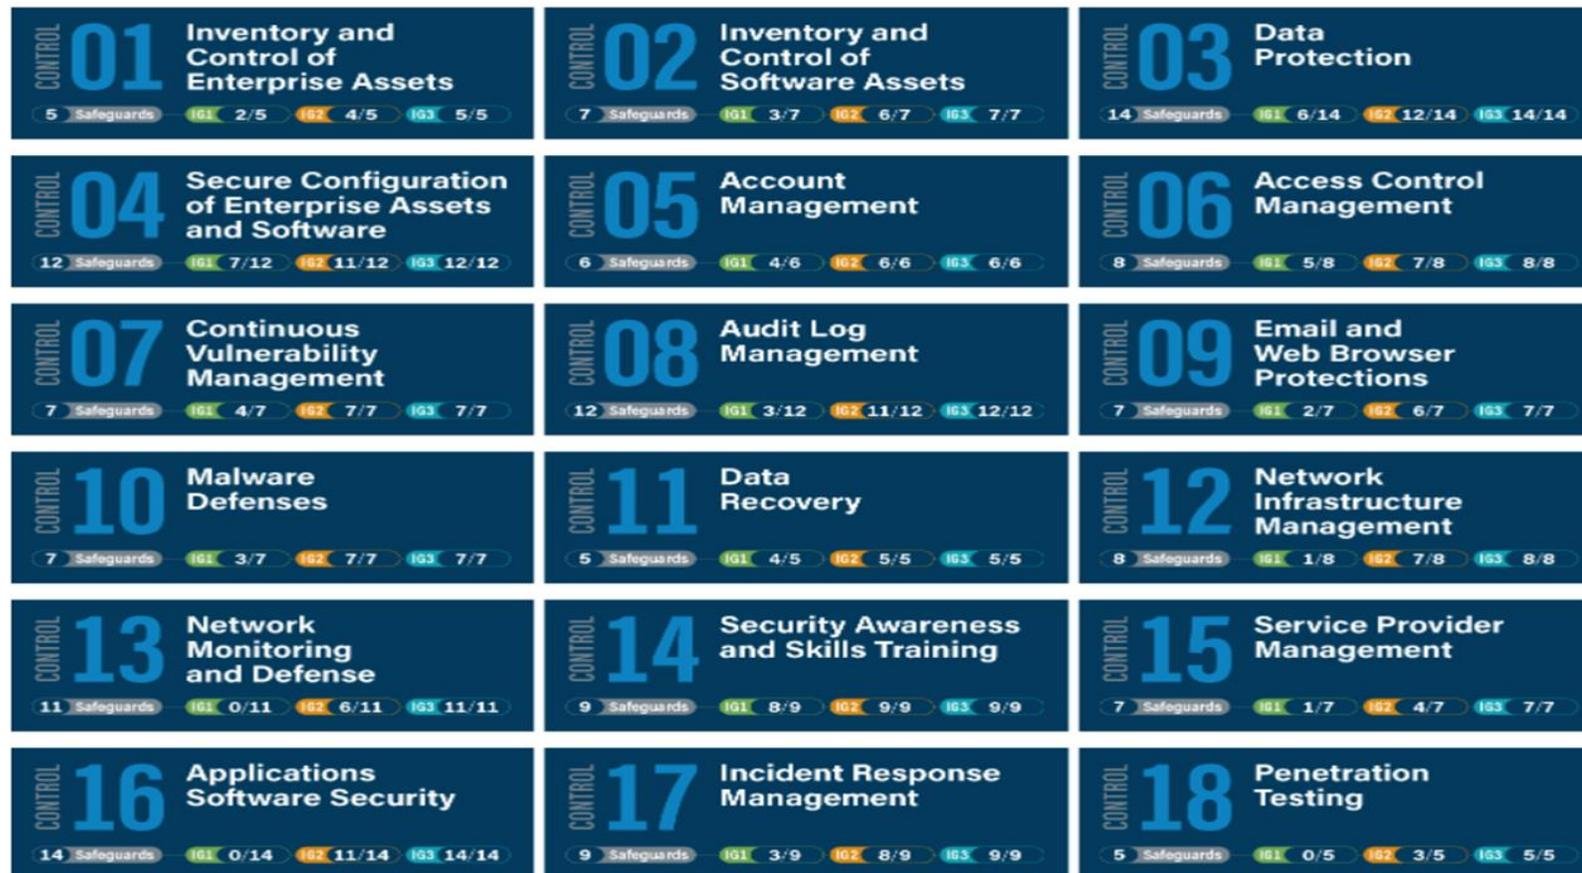 CONTROL 01 Inventory and
Control of
Enterprise Assets
5 Safeguards IG1 2/5 IG2 4/5 IG3 5/5
CONTROL 02 Inventory and
Control of
Software Assets
7 Safeguards IG1 3/7 IG2 6/7 IG3 7/7
CONTROL 03 Data
Protection
14 Safeguards IG1 6/14 IG2 12/14 IG3 14/14
CONTROL 04 Secure Configuration
of Enterprise Assets
and Software
12 Safeguards IG1 7/12 IG2 11/12 IG3 12/12
CONTROL 05 Account
Management
6 Safeguards IG1 4/6 IG2 6/6 IG3 6/6
CONTROL 06 Access Control
Management
8 Safeguards IG1 5/8 IG2 7/8 IG3 8/8
CONTROL 07 Continuous
Vulnerability
Management
7 Safeguards IG1 4/7 IG2 7/7 IG3 7/7
CONTROL 08 Audit Log
Management
12 Safeguards IG1 3/12 IG2 11/12 IG3 12/12
CONTROL 09 Email and
Web Browser
Protections
7 Safeguards IG1 2/7 IG2 6/7 IG3 7/7
CONTROL 10 Malware
Defenses
7 Safeguards IG1 3/7 IG2 7/7 IG3 7/7
CONTROL 11 Data
Recovery
5 Safeguards IG1 4/5 IG2 5/5 IG3 5/5
CONTROL 12 Network
Infrastructure
Management
8 Safeguards IG1 1/8 IG2 7/8 IG3 8/8
CONTROL 13 Network
Monitoring
and Defense
11 Safeguards IG1 0/11 IG2 6/11 IG3 11/11
CONTROL 14 Security Awareness
and Skills Training
9 Safeguards IG1 8/9 IG2 9/9 IG3 9/9
CONTROL 15 Service Provider
Management
7 Safeguards IG1 1/7 IG2 4/7 IG3 7/7
CONTROL 16 Applications
Software Security
14 Safeguards IG1 0/14 IG2 11/14 IG3 14/14
CONTROL 17 Incident Response
Management
9 Safeguards IG1 3/9 IG2 8/9 IG3 9/9
CONTROL 18 Penetration
Testing
5 Safeguards IG1 0/5 IG2 3/5 IG3 5/5